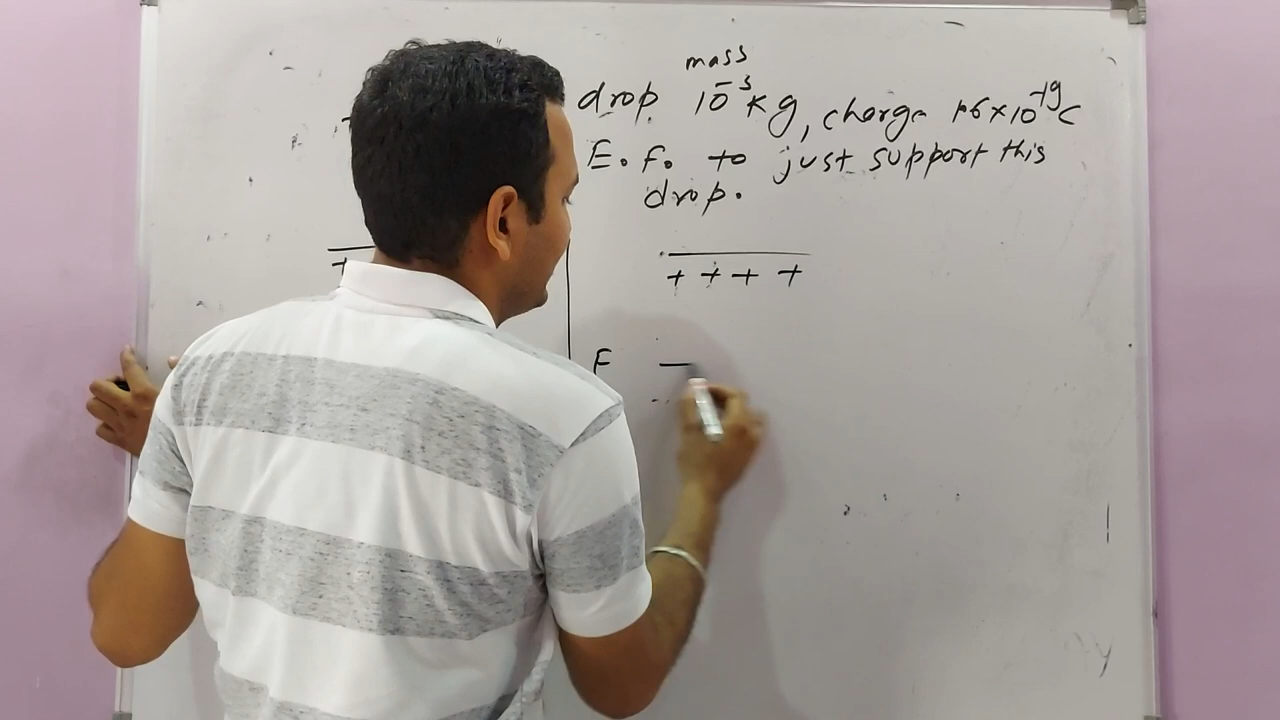 mass
drop 10⁻³ kg, charge 1.6×10⁻¹⁹ C
E. F. to just support this
drop.
+ + + +
+
E